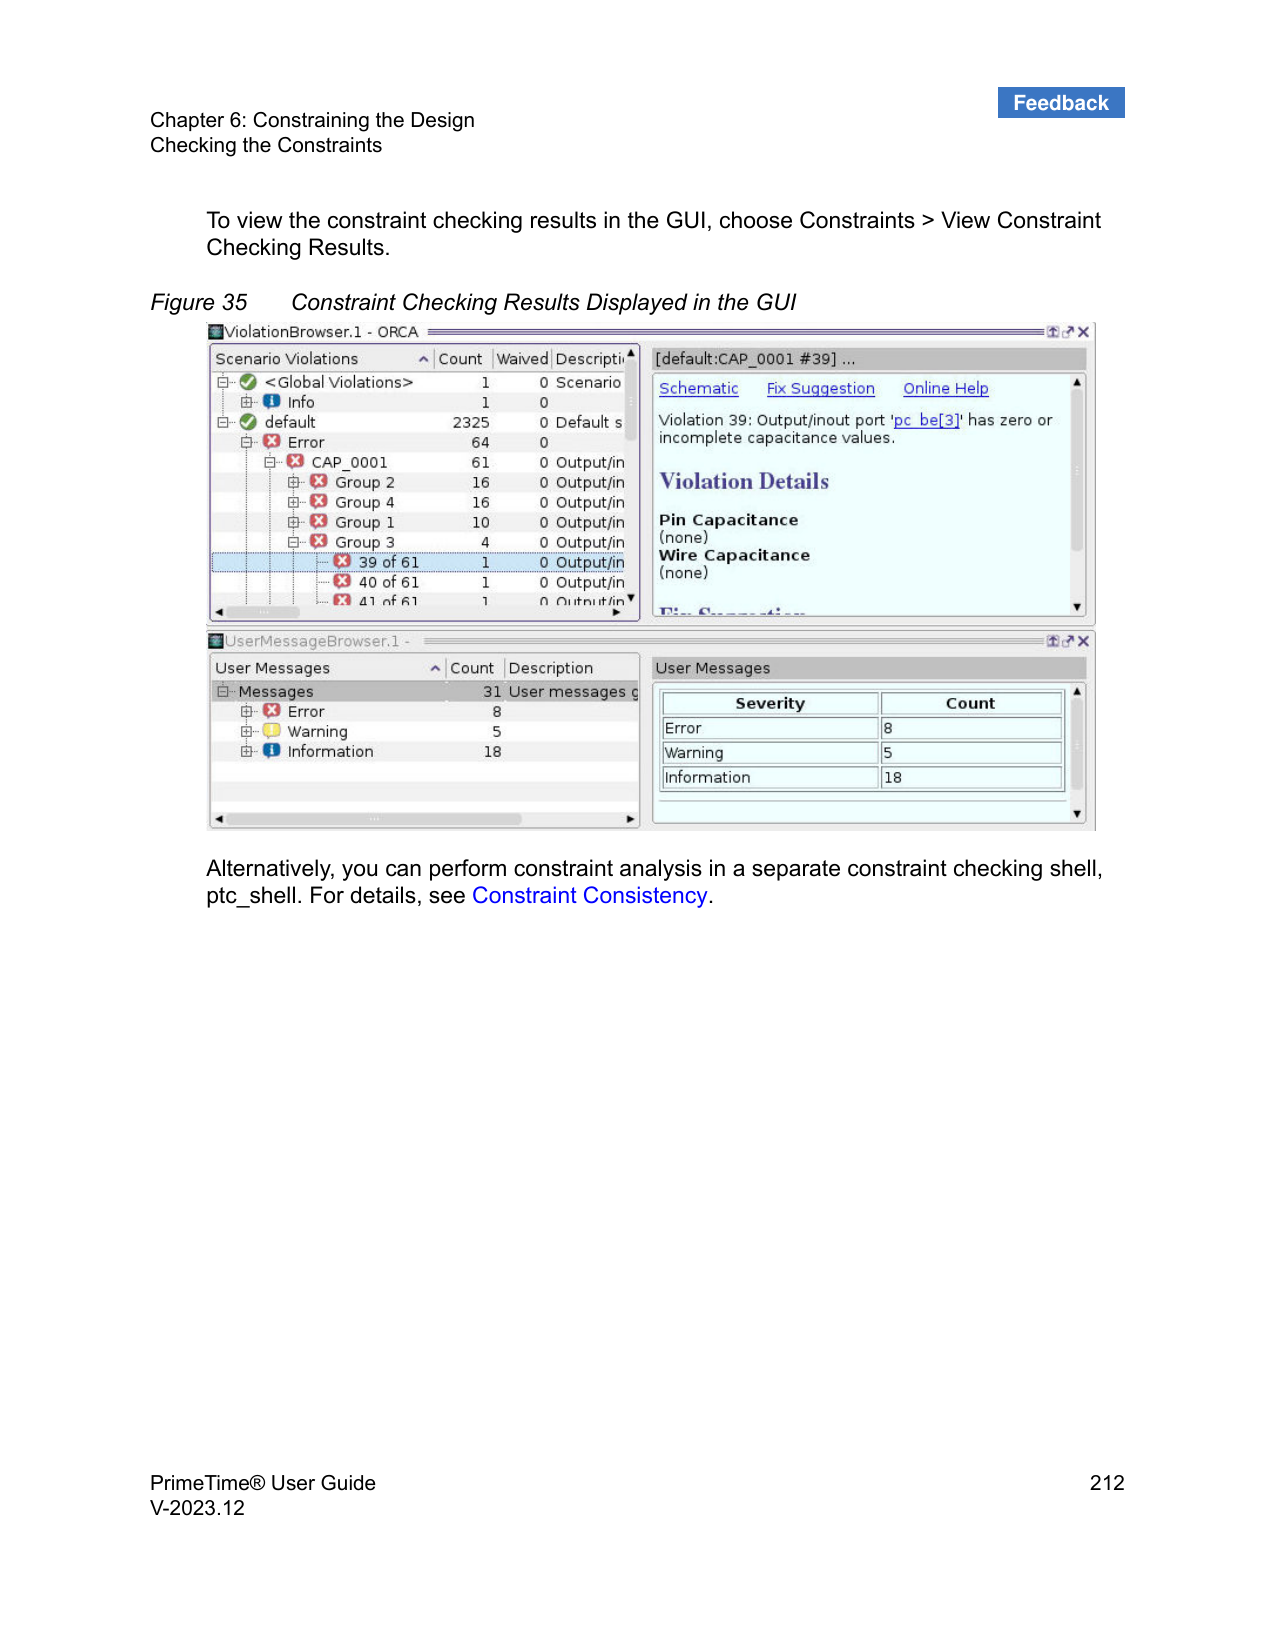 Feedback
Chapter 6: Constraining the Design
Checking the Constraints
To view the constraint checking results in the GUI, choose Constraints > View Constraint
Checking Results.
Figure 35 Constraint Checking Results Displayed in the GUI
ViolationBrowser.1 - ORCA
Scenario Violations Count Waived Descripti
<Global Violations> 1 0 Scenario
Info 1 0
default 2325 0 Default s
Error 64 0
CAP_0001 61 0 Output/in
Group 2 16 0 Output/in
Group 4 16 0 Output/in
Group 1 10 0 Output/in
Group 3 4 0 Output/in
39 of 61 1 0 Output/in
40 of 61 1 0 Output/in
41 of 61 1 0 Output/in
[default:CAP_0001 #39] ...
Schematic Fix Suggestion Online Help
Violation 39: Output/inout port 'pc_be[3]' has zero or
incomplete capacitance values.
Violation Details
Pin Capacitance
(none)
Wire Capacitance
(none)
Fix Suggestion
UserMessageBrowser.1 -
User Messages Count Description
Messages 31 User messages g
Error 8
Warning 5
Information 18
User Messages
Severity Count
Error 8
Warning 5
Information 18
Alternatively, you can perform constraint analysis in a separate constraint checking shell,
ptc_shell. For details, see Constraint Consistency.
PrimeTime® User Guide 212
V-2023.12